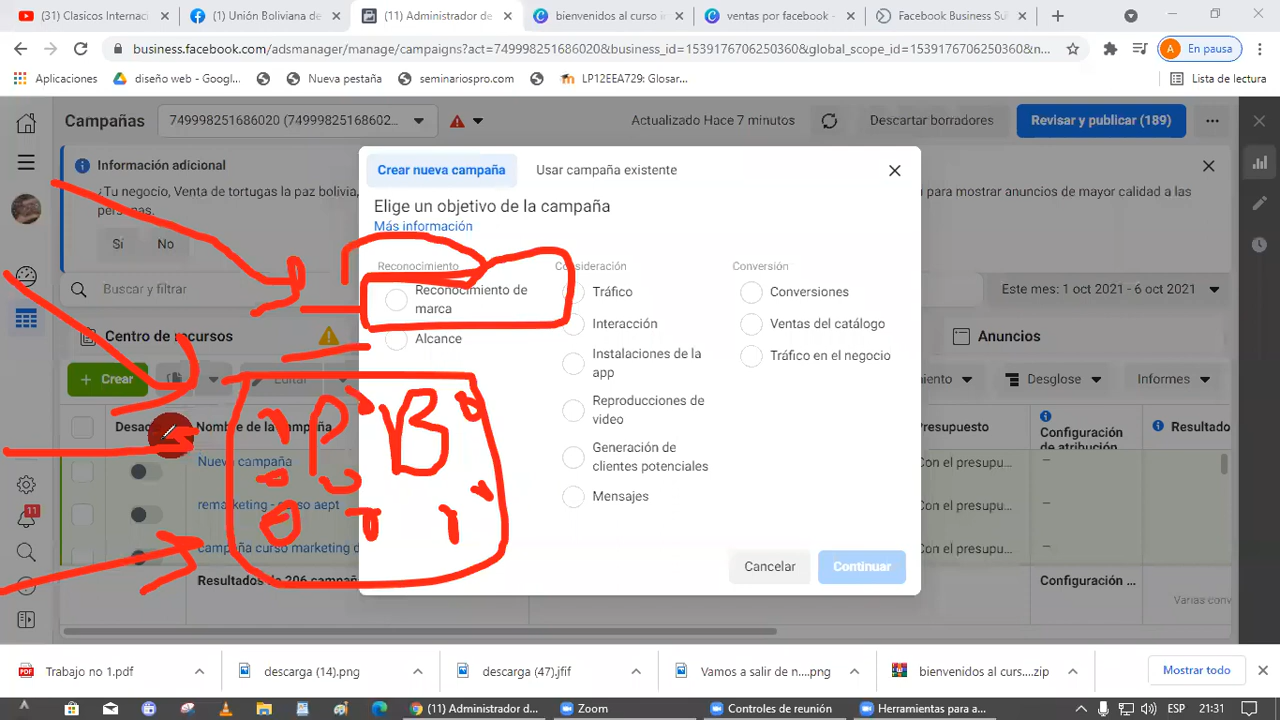 (31) Clasicos Internaci
(1) Unión Boliviana de
(11) Administrador de
bienvenidos al curso i
ventas por facebook -
Facebook Business Su
business.facebook.com/adsmanager/manage/campaigns?act=749998251686020&business_id=1539176706250360&global_scope_id=1539176706250360&n...
A En pausa
Aplicaciones
diseño web - Googl...
Nueva pestaña
seminariospro.com
LP12EEA729: Glosar...
Lista de lectura
Campañas
749998251686020 (74999825168602...
Actualizado Hace 7 minutos
Descartar borradores
Revisar y publicar (189)
Información adicional
¿Tu negocio, Venta de tortugas la paz bolivia,
para mostrar anuncios de mayor calidad a las
personas.
Sí
No
Crear nueva campaña
Usar campaña existente
Elige un objetivo de la campaña
Más información
Reconocimiento
Consideración
Conversión
Reconocimiento de
marca
Alcance
Tráfico
Interacción
Instalaciones de la
app
Reproducciones de
video
Generación de
clientes potenciales
Mensajes
Conversiones
Ventas del catálogo
Tráfico en el negocio
Cancelar
Continuar
Buscar y filtrar
Este mes: 1 oct 2021 - 6 oct 2021
Centro de recursos
Anuncios
+ Crear
Editar
Desglose
Informes
Nombre de la campaña
Configuración
de atribución
Resultado
Nueva campaña
Con el presupu...
—
remarketing - curso aept
Con el presupu...
—
campaña curso marketing d
Con el presupu...
—
Resultados de 206 campañ
Configuración ...
Varias conv
P B
11
Trabajo no 1.pdf
descarga (14).png
descarga (47).jfif
Vamos a salir de n....png
bienvenidos al curs....zip
Mostrar todo
(11) Administrador d...
Zoom
Controles de reunión
Herramientas para a...
ESP
21:31